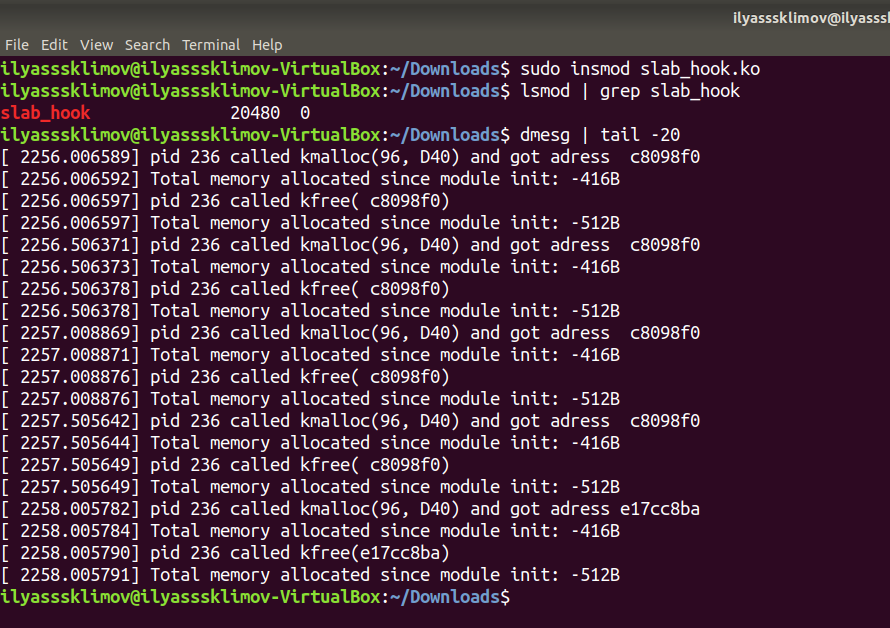 ilyasssklimov@ilyasssk
File Edit View Search Terminal Help
ilyasssklimov@ilyasssklimov-VirtualBox:~/Downloads$ sudo insmod slab_hook.ko
ilyasssklimov@ilyasssklimov-VirtualBox:~/Downloads$ lsmod | grep slab_hook
slab_hook              20480  0
ilyasssklimov@ilyasssklimov-VirtualBox:~/Downloads$ dmesg | tail -20
[ 2256.006589] pid 236 called kmalloc(96, D40) and got adress  c8098f0
[ 2256.006592] Total memory allocated since module init: -416B
[ 2256.006597] pid 236 called kfree( c8098f0)
[ 2256.006597] Total memory allocated since module init: -512B
[ 2256.506371] pid 236 called kmalloc(96, D40) and got adress  c8098f0
[ 2256.506373] Total memory allocated since module init: -416B
[ 2256.506378] pid 236 called kfree( c8098f0)
[ 2256.506378] Total memory allocated since module init: -512B
[ 2257.008869] pid 236 called kmalloc(96, D40) and got adress  c8098f0
[ 2257.008871] Total memory allocated since module init: -416B
[ 2257.008876] pid 236 called kfree( c8098f0)
[ 2257.008876] Total memory allocated since module init: -512B
[ 2257.505642] pid 236 called kmalloc(96, D40) and got adress  c8098f0
[ 2257.505644] Total memory allocated since module init: -416B
[ 2257.505649] pid 236 called kfree( c8098f0)
[ 2257.505649] Total memory allocated since module init: -512B
[ 2258.005782] pid 236 called kmalloc(96, D40) and got adress e17cc8ba
[ 2258.005784] Total memory allocated since module init: -416B
[ 2258.005790] pid 236 called kfree(e17cc8ba)
[ 2258.005791] Total memory allocated since module init: -512B
ilyasssklimov@ilyasssklimov-VirtualBox:~/Downloads$